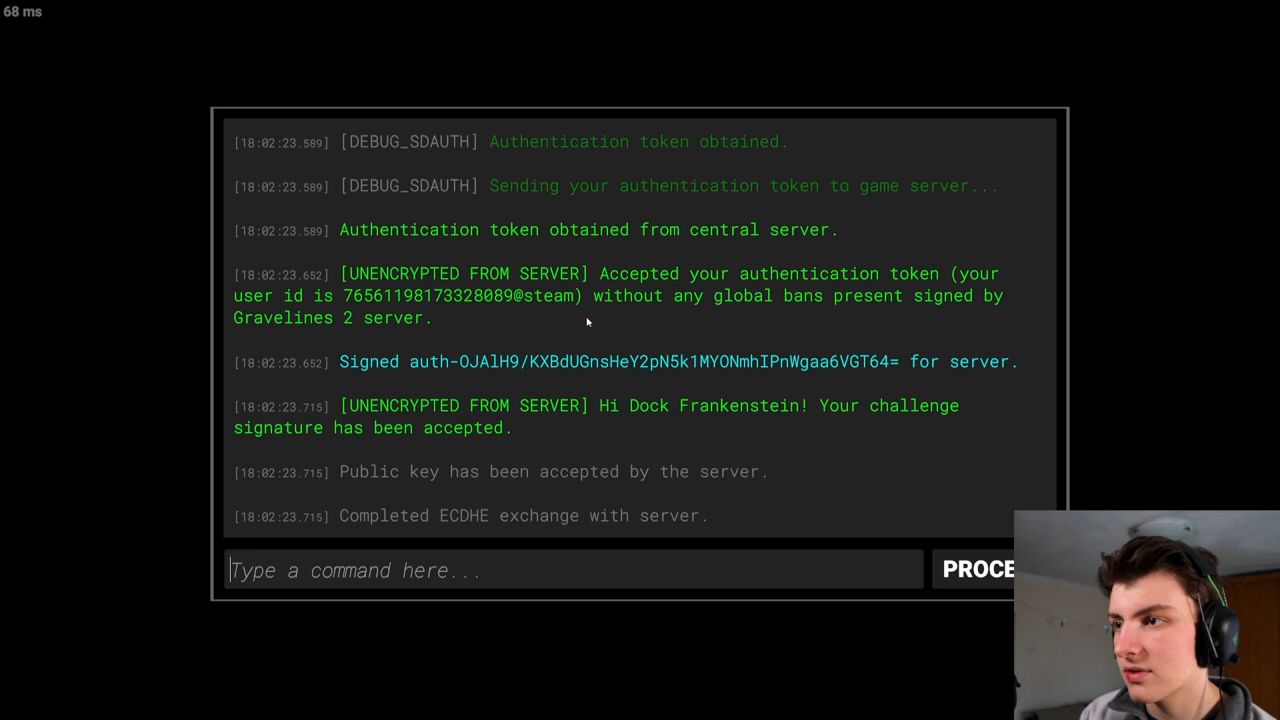 68 ms
[18:02:23.589] [DEBUG_SDAUTH] Authentication token obtained.
[18:02:23.589] [DEBUG_SDAUTH] Sending your authentication token to game server...
[18:02:23.589] Authentication token obtained from central server.
[18:02:23.652] [UNENCRYPTED FROM SERVER] Accepted your authentication token (your
user id is 76561198173328089@steam) without any global bans present signed by
Gravelines 2 server.
[18:02:23.652] Signed auth-OJAlH9/KXBdUGnsHeY2pN5k1MYONmhIPnWgaa6VGT64= for server.
[18:02:23.715] [UNENCRYPTED FROM SERVER] Hi Dock Frankenstein! Your challenge
signature has been accepted.
[18:02:23.715] Public key has been accepted by the server.
[18:02:23.715] Completed ECDHE exchange with server.
Type a command here...
PROCE